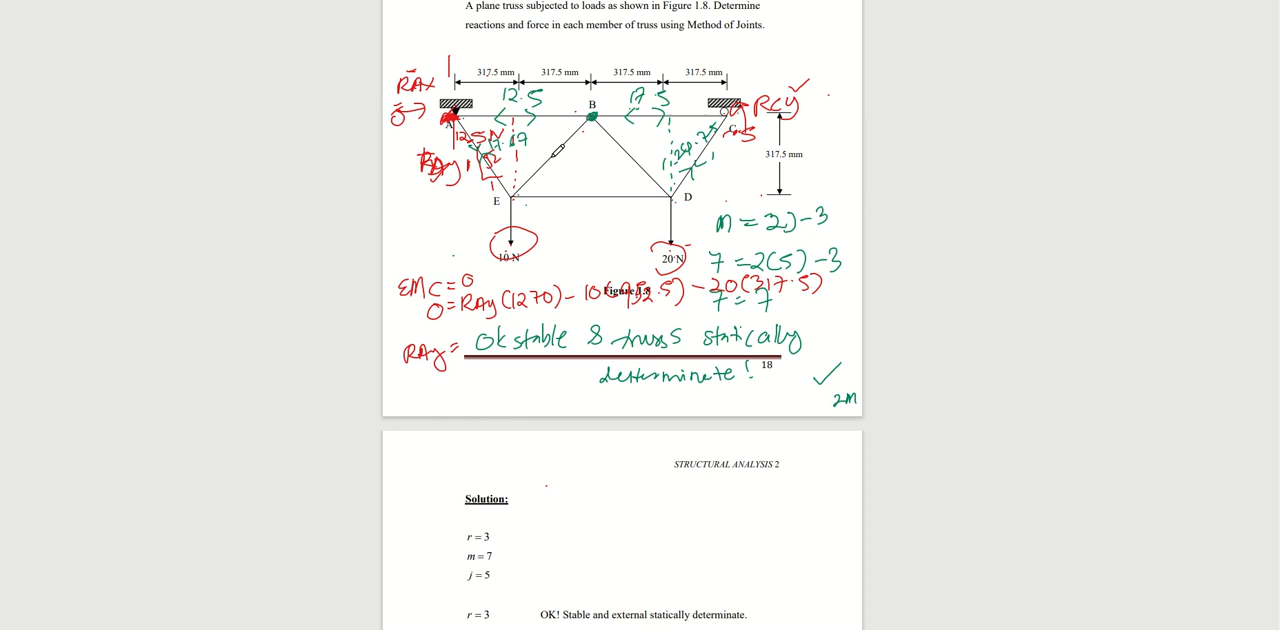 A plane truss subjected to loads as shown in Figure 1.8. Determine
reactions and force in each member of truss using Method of Joints.
317.5 mm 317.5 mm 317.5 mm 317.5 mm
RAX
12.5 17.5
B
RCY
A C
12.5N
RAy
317.5 mm
E D
m = 2J-3
10 N 20 N
7 = 2(5) -3
ΣMC=0
Figure 1.8
0=RAy(1270) - 10(952.5) - 20(317.5)
7 = 7
RAy=
Ok stable & truss statically
18
determinate!
2M
STRUCTURAL ANALYSIS 2
Solution:
r = 3
m = 7
j = 5
r = 3 OK! Stable and external statically determinate.